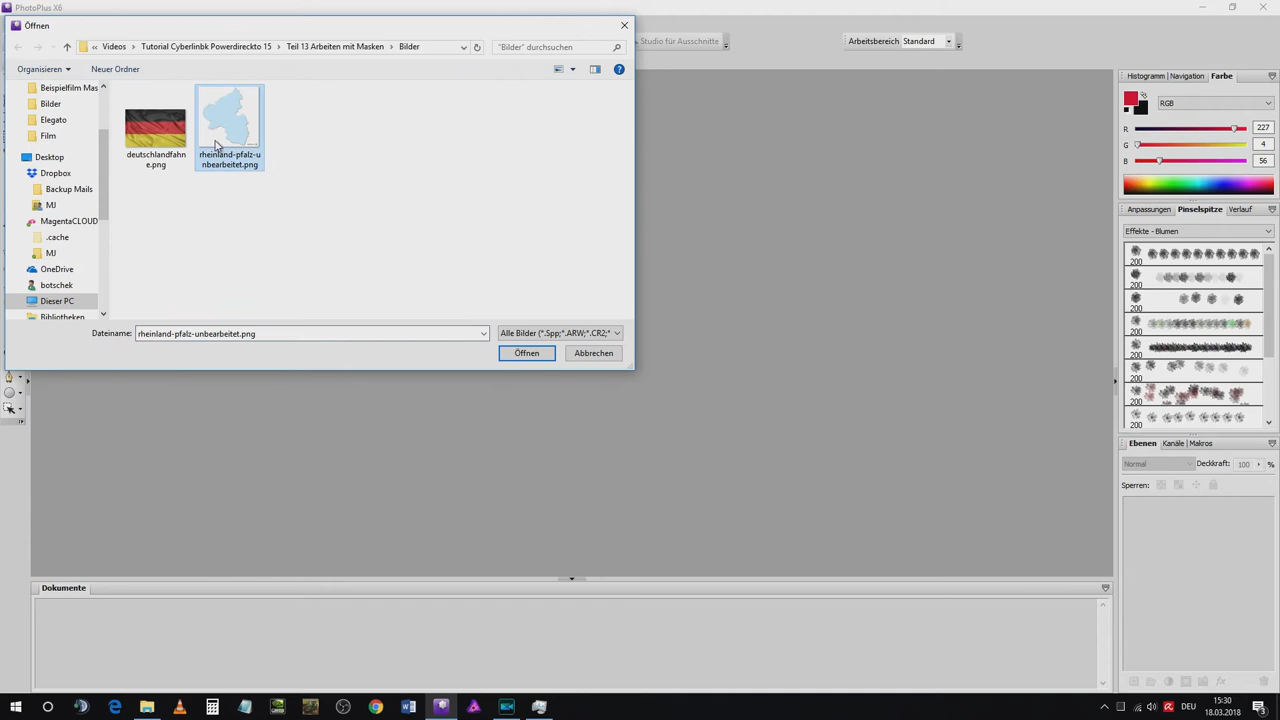 PhotoPlus X6
Öffnen
Videos
Tutorial Cyberlinbk Powerdireckto 15
Teil 13 Arbeiten mit Masken
Bilder
"Bilder" durchsuchen
Studio für Ausschnitte
Arbeitsbereich Standard
Organisieren
Neuer Ordner
Beispielfilm Mas
Bilder
Elegato
Film
Desktop
Dropbox
Backup Mails
MJ
MagentaCLOUD
.cache
MJ
OneDrive
botschek
Dieser PC
Bibliotheken
deutschlandfahn
e.png
rheinland-pfalz-u
nbearbeitet.png
Dateiname: rheinland-pfalz-unbearbeitet.png
Alle Bilder (*.Spp;*.ARW;*.CR2;*
Öffnen
Abbrechen
Histogramm | Navigation Farbe
RGB
R 227
G 4
B 56
Anpassungen Pinselspitze Verlauf
Effekte - Blumen
200
200
200
200
200
200
200
200
Ebenen Kanäle | Makros
Normal Deckkraft: 100 %
Sperren:
fx
Dokumente
DEU
15:30
18.03.2018